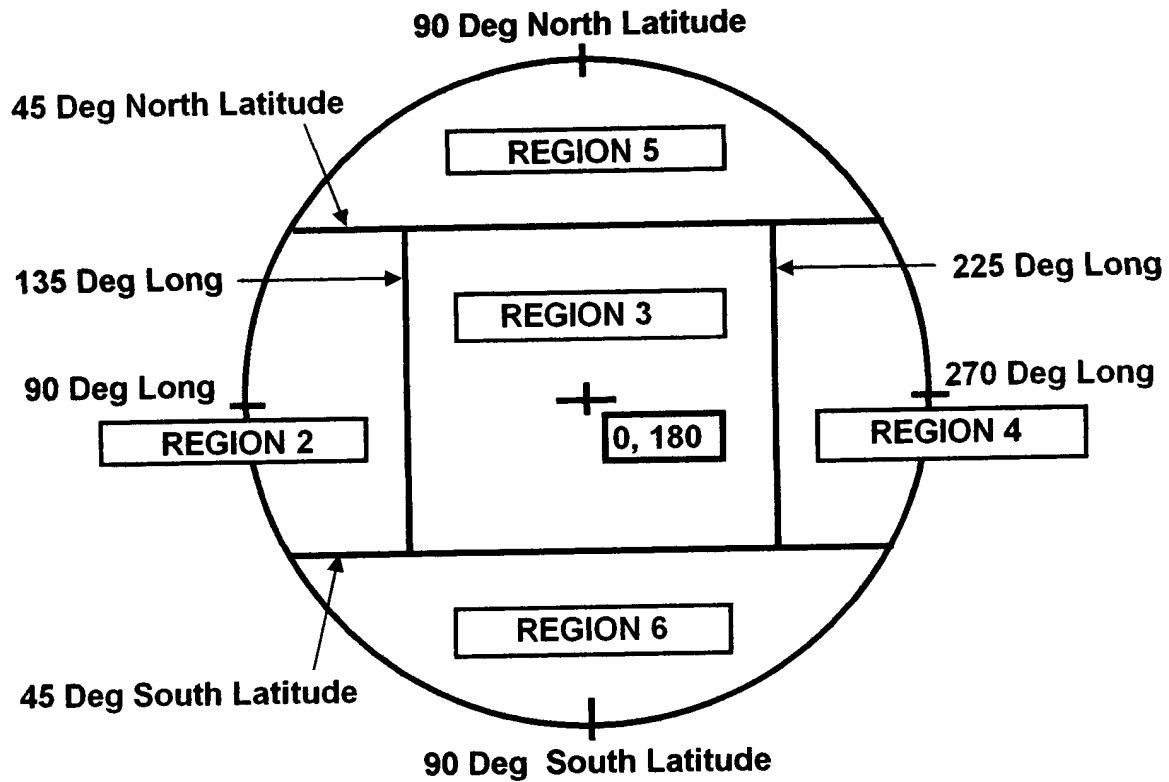 90 Deg North Latitude
45 Deg North Latitude
REGION 5
135 Deg Long
225 Deg Long
REGION 3
90 Deg Long
270 Deg Long
REGION 2
0, 180
REGION 4
REGION 6
45 Deg South Latitude
90 Deg South Latitude